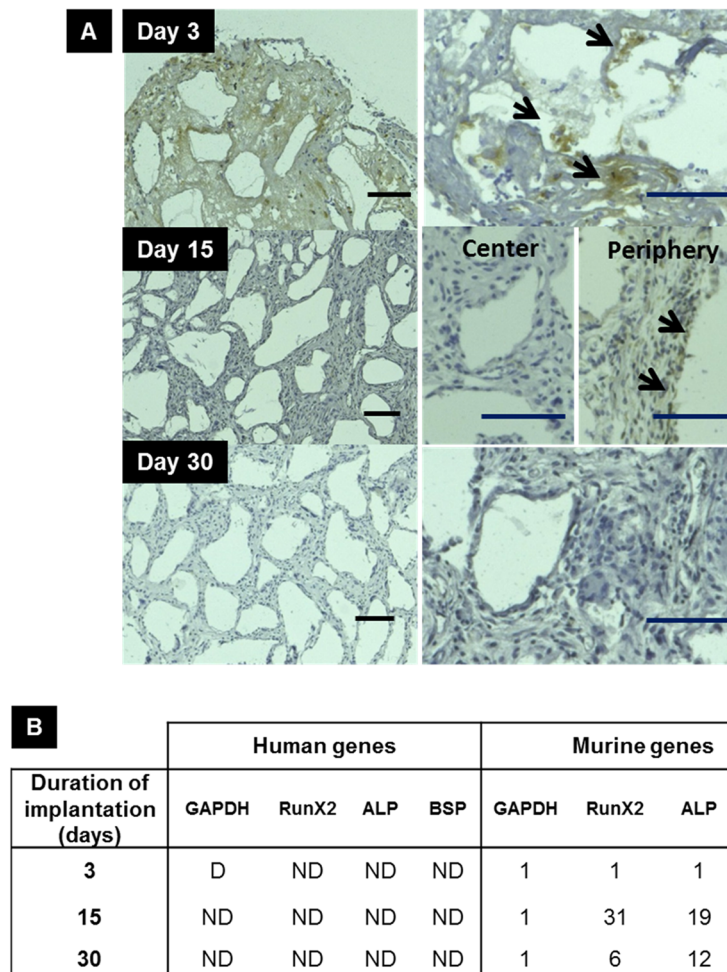 A
Day 3
Day 15
Center
Periphery
Day 30
B
Human genes
Murine genes
Duration of
implantation
(days)
GAPDH RunX2 ALP BSP GAPDH RunX2 ALP
3 D ND ND ND 1 1 1
15 ND ND ND ND 1 31 19
30 ND ND ND ND 1 6 12